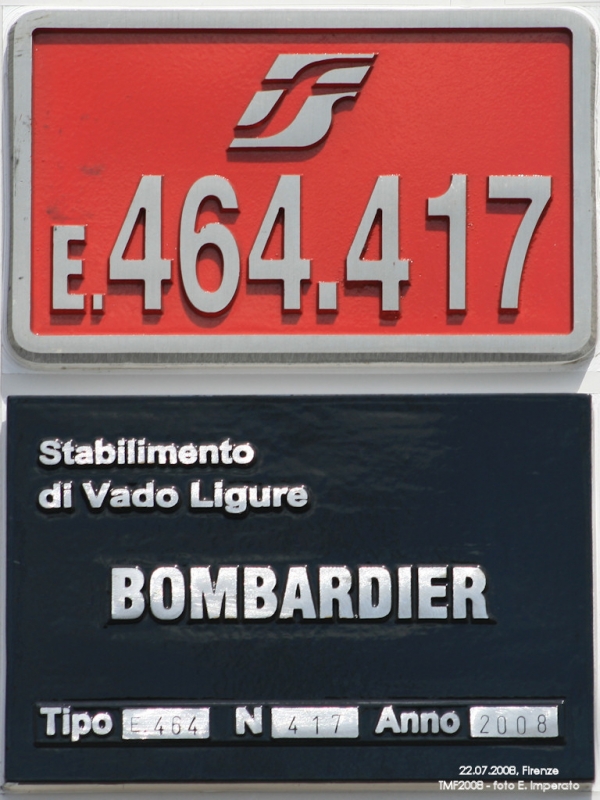 E.464.417
Stabilimento
di Vado Ligure
BOMBARDIER
Tipo E.464 N 417 Anno 2008
22.07.2008, Firenze
TMF2008 - foto E. Imperato